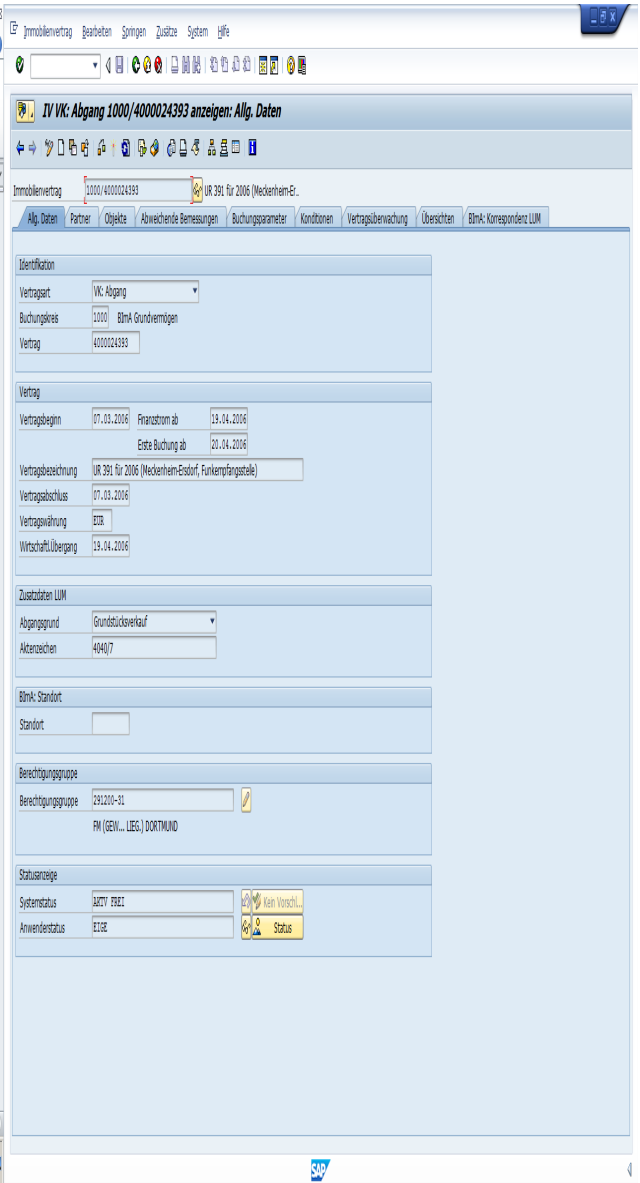 Immobilienvertrag Bearbeiten Springen Zusätze System Hilfe
IV VK: Abgang 1000/4000024393 anzeigen: Allg. Daten
Immobilienvertrag 1000/4000024393 UR 391 für 2006 (Meckenheim-Er..
Allg. Daten Partner Objekte Abweichende Bemessungen Buchungsparameter Konditionen Vertragsüberwachung Übersichten BImA: Korrespondenz LUM
Identifikation
Vertragsart VK: Abgang
Buchungskreis 1000 BImA Grundvermögen
Vertrag 4000024393
Vertrag
Vertragsbeginn 07.03.2006 Finanzstrom ab 19.04.2006
Erste Buchung ab 20.04.2006
Vertragsbezeichnung UR 391 für 2006 (Meckenheim-Ersdorf, Funkempfangsstelle)
Vertragsabschluss 07.03.2006
Vertragswährung EUR
Wirtschaftl.Übergang 19.04.2006
Zusatzdaten LUM
Abgangsgrund Grundstücksverkauf
Aktenzeichen 4040/7
BImA: Standort
Standort
Berechtigungsgruppe
Berechtigungsgruppe 291200-31
FM (GEW... LIEG.) DORTMUND
Statusanzeige
Systemstatus AKTV FREI Kein Vorschl...
Anwenderstatus EIGE Status
SAP